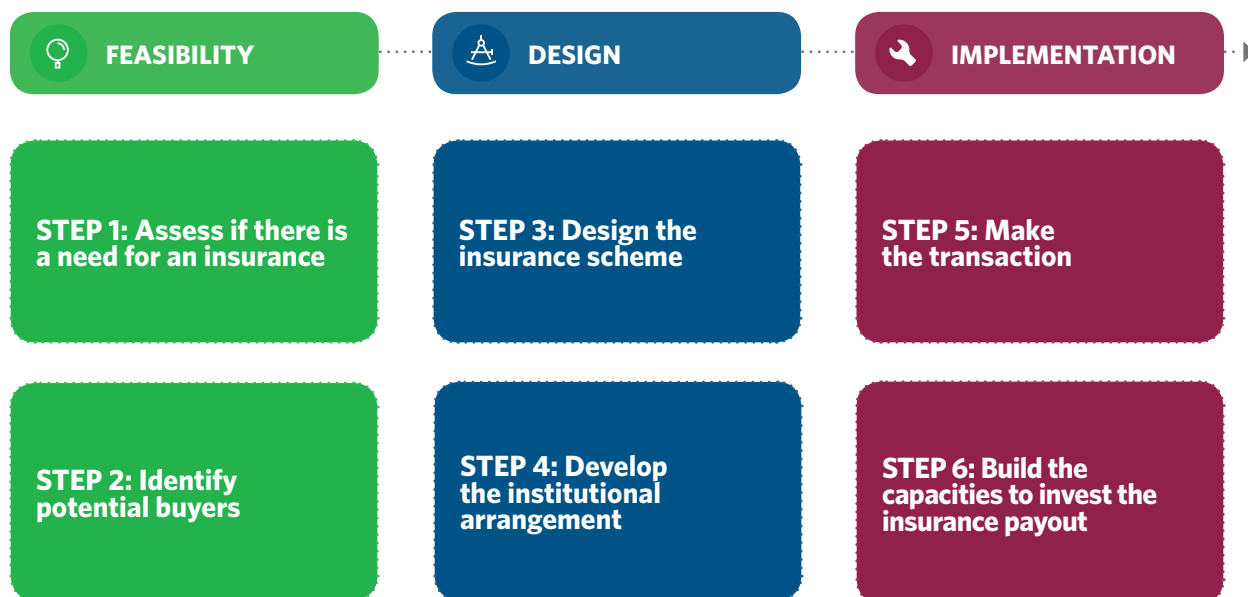 FEASIBILITY
DESIGN
IMPLEMENTATION
STEP 1: Assess if there is
a need for an insurance
STEP 3: Design the
insurance scheme
STEP 5: Make
the transaction
STEP 2: Identify
potential buyers
STEP 4: Develop
the institutional
arrangement
STEP 6: Build the
capacities to invest the
insurance payout